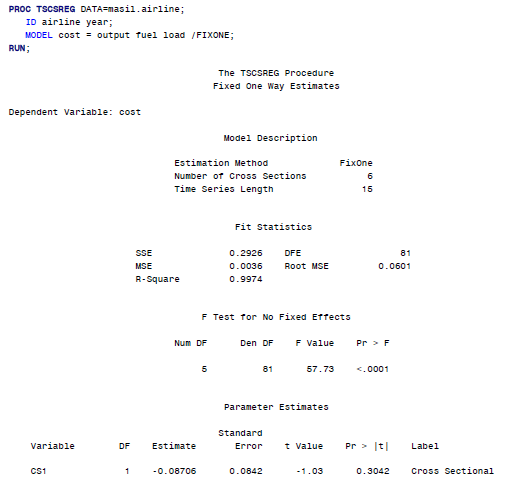 PROC TSCSREG DATA=masil.airline;
ID airline year;
MODEL cost = output fuel load /FIXONE;
RUN;
The TSCSREG Procedure
Fixed One Way Estimates
Dependent Variable: cost
Model Description
Estimation Method FixOne
Number of Cross Sections 6
Time Series Length 15
Fit Statistics
SSE 0.2926 DFE 81
MSE 0.0036 Root MSE 0.0601
R-Square 0.9974
F Test for No Fixed Effects
Num DF Den DF F Value Pr > F
5 81 57.73 <.0001
Parameter Estimates
Standard
Variable DF Estimate Error t Value Pr > |t| Label
CS1 1 -0.08706 0.0842 -1.03 0.3042 Cross Sectional